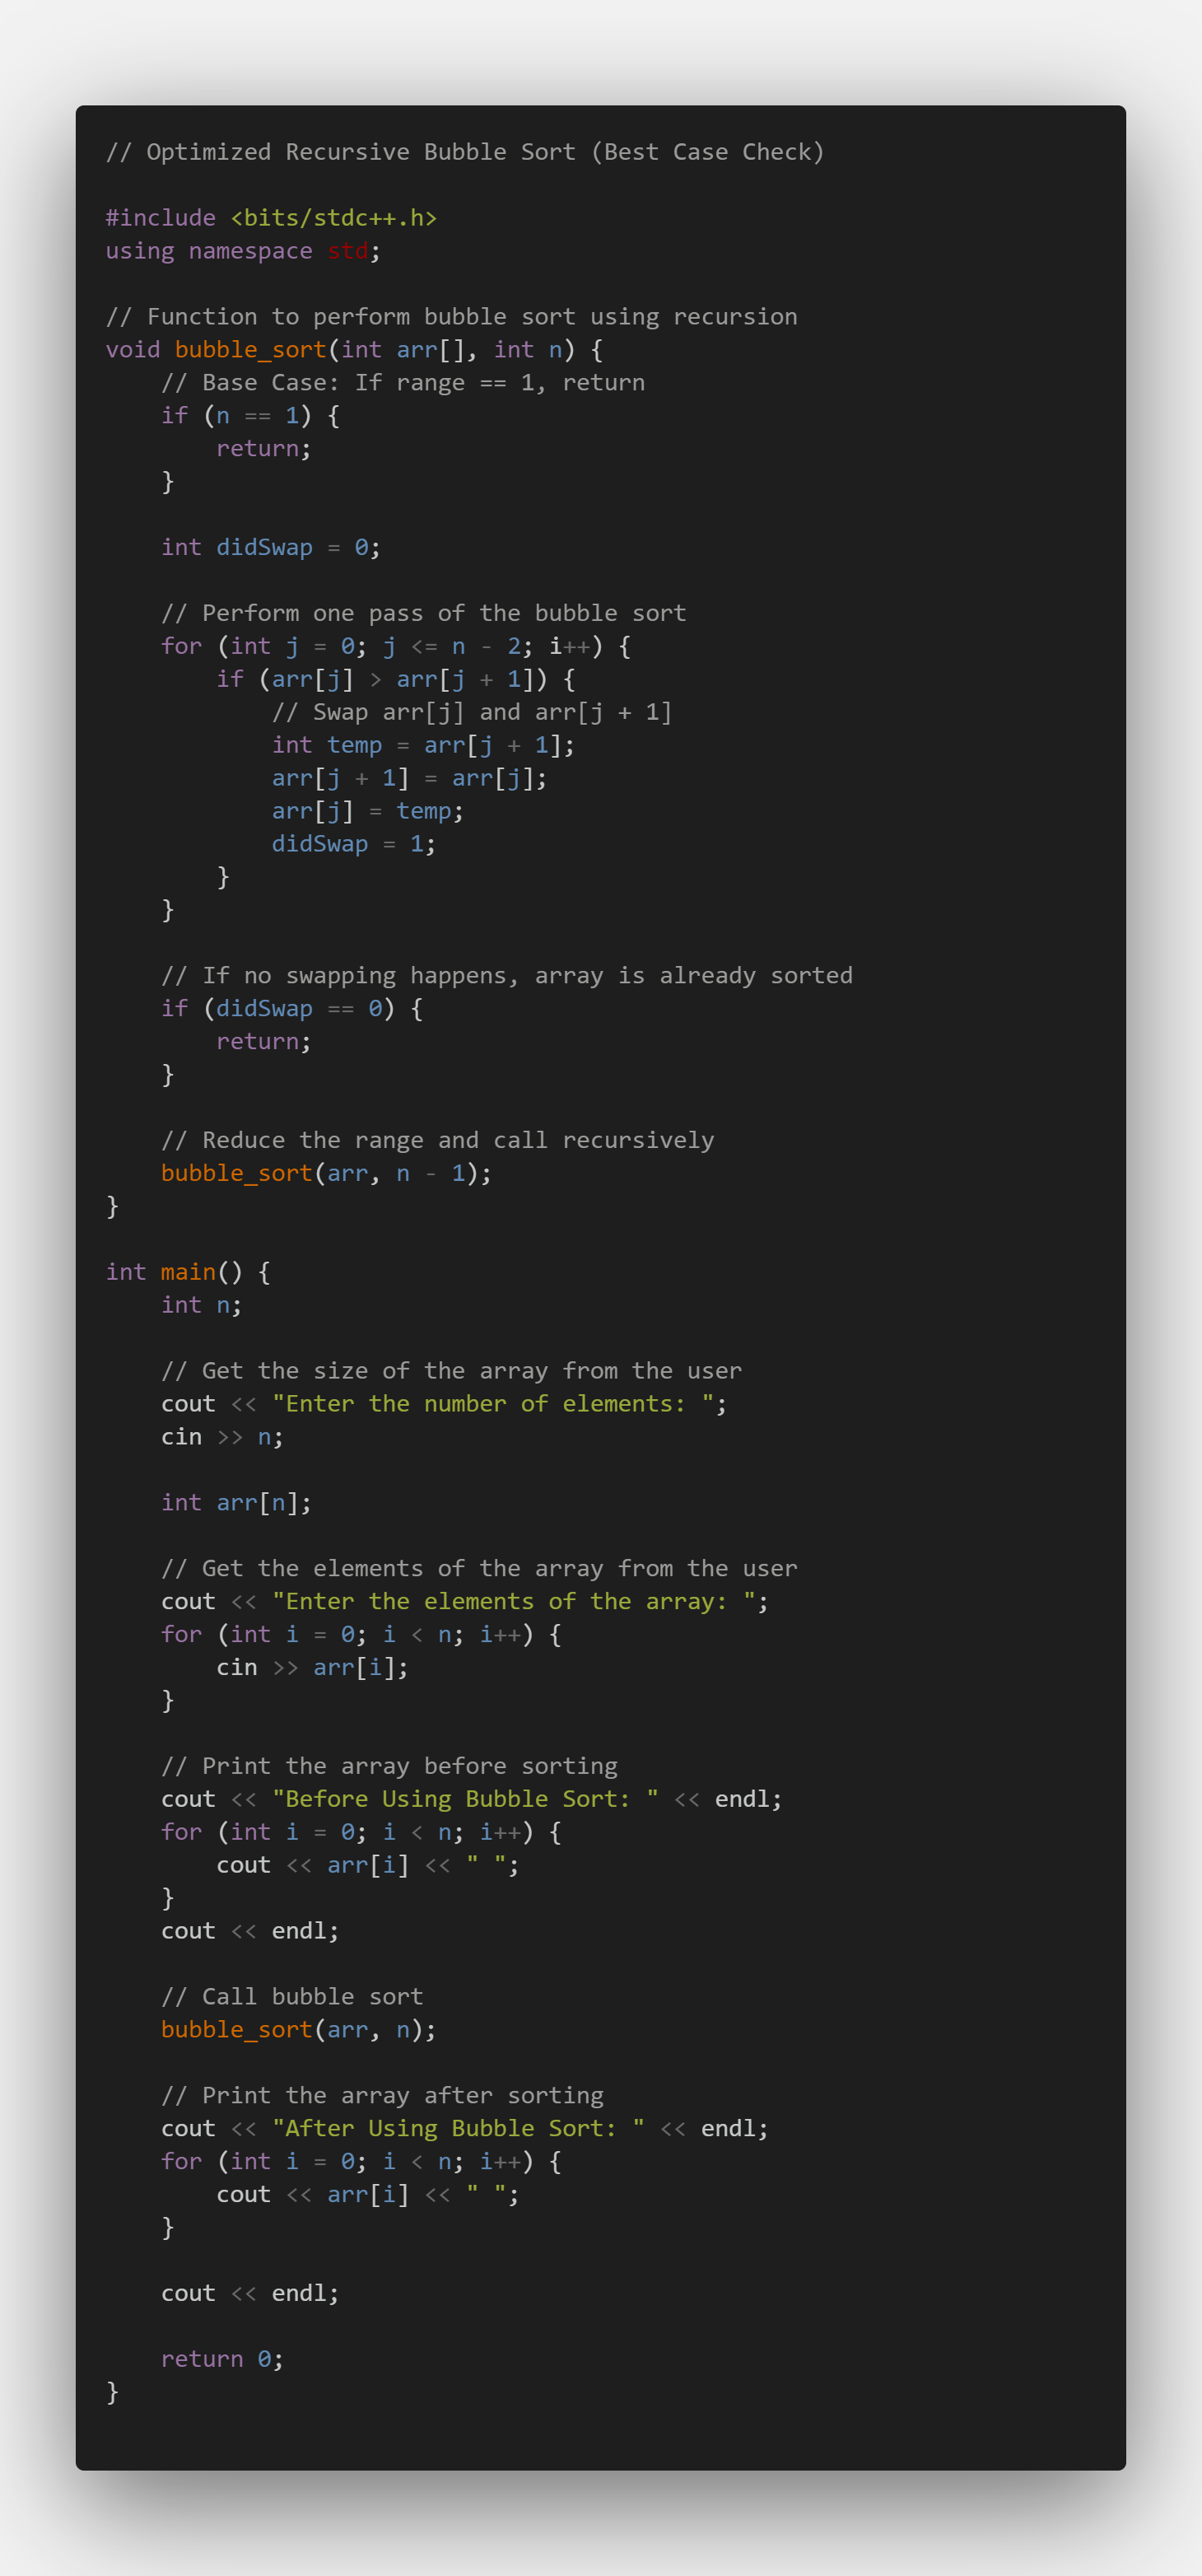 // Optimized Recursive Bubble Sort (Best Case Check)

#include <bits/stdc++.h>
using namespace std;

// Function to perform bubble sort using recursion
void bubble_sort(int arr[], int n) {
    // Base Case: If range == 1, return
    if (n == 1) {
        return;
    }

    int didSwap = 0;

    // Perform one pass of the bubble sort
    for (int j = 0; j <= n - 2; i++) {
        if (arr[j] > arr[j + 1]) {
            // Swap arr[j] and arr[j + 1]
            int temp = arr[j + 1];
            arr[j + 1] = arr[j];
            arr[j] = temp;
            didSwap = 1;
        }
    }

    // If no swapping happens, array is already sorted
    if (didSwap == 0) {
        return;
    }

    // Reduce the range and call recursively
    bubble_sort(arr, n - 1);
}

int main() {
    int n;

    // Get the size of the array from the user
    cout << "Enter the number of elements: ";
    cin >> n;

    int arr[n];

    // Get the elements of the array from the user
    cout << "Enter the elements of the array: ";
    for (int i = 0; i < n; i++) {
        cin >> arr[i];
    }

    // Print the array before sorting
    cout << "Before Using Bubble Sort: " << endl;
    for (int i = 0; i < n; i++) {
        cout << arr[i] << " ";
    }
    cout << endl;

    // Call bubble sort
    bubble_sort(arr, n);

    // Print the array after sorting
    cout << "After Using Bubble Sort: " << endl;
    for (int i = 0; i < n; i++) {
        cout << arr[i] << " ";
    }

    cout << endl;

    return 0;
}